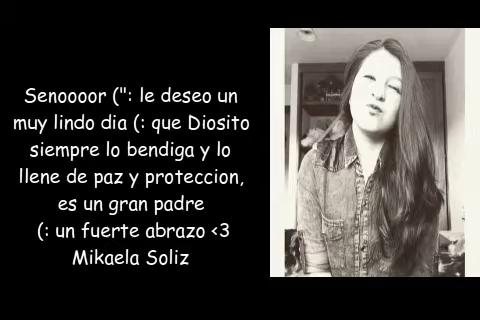 Senoooor (": le deseo un
muy lindo dia (: que Diosito
siempre lo bendiga y lo
llene de paz y proteccion,
es un gran padre
(: un fuerte abrazo <3
Mikaela Soliz